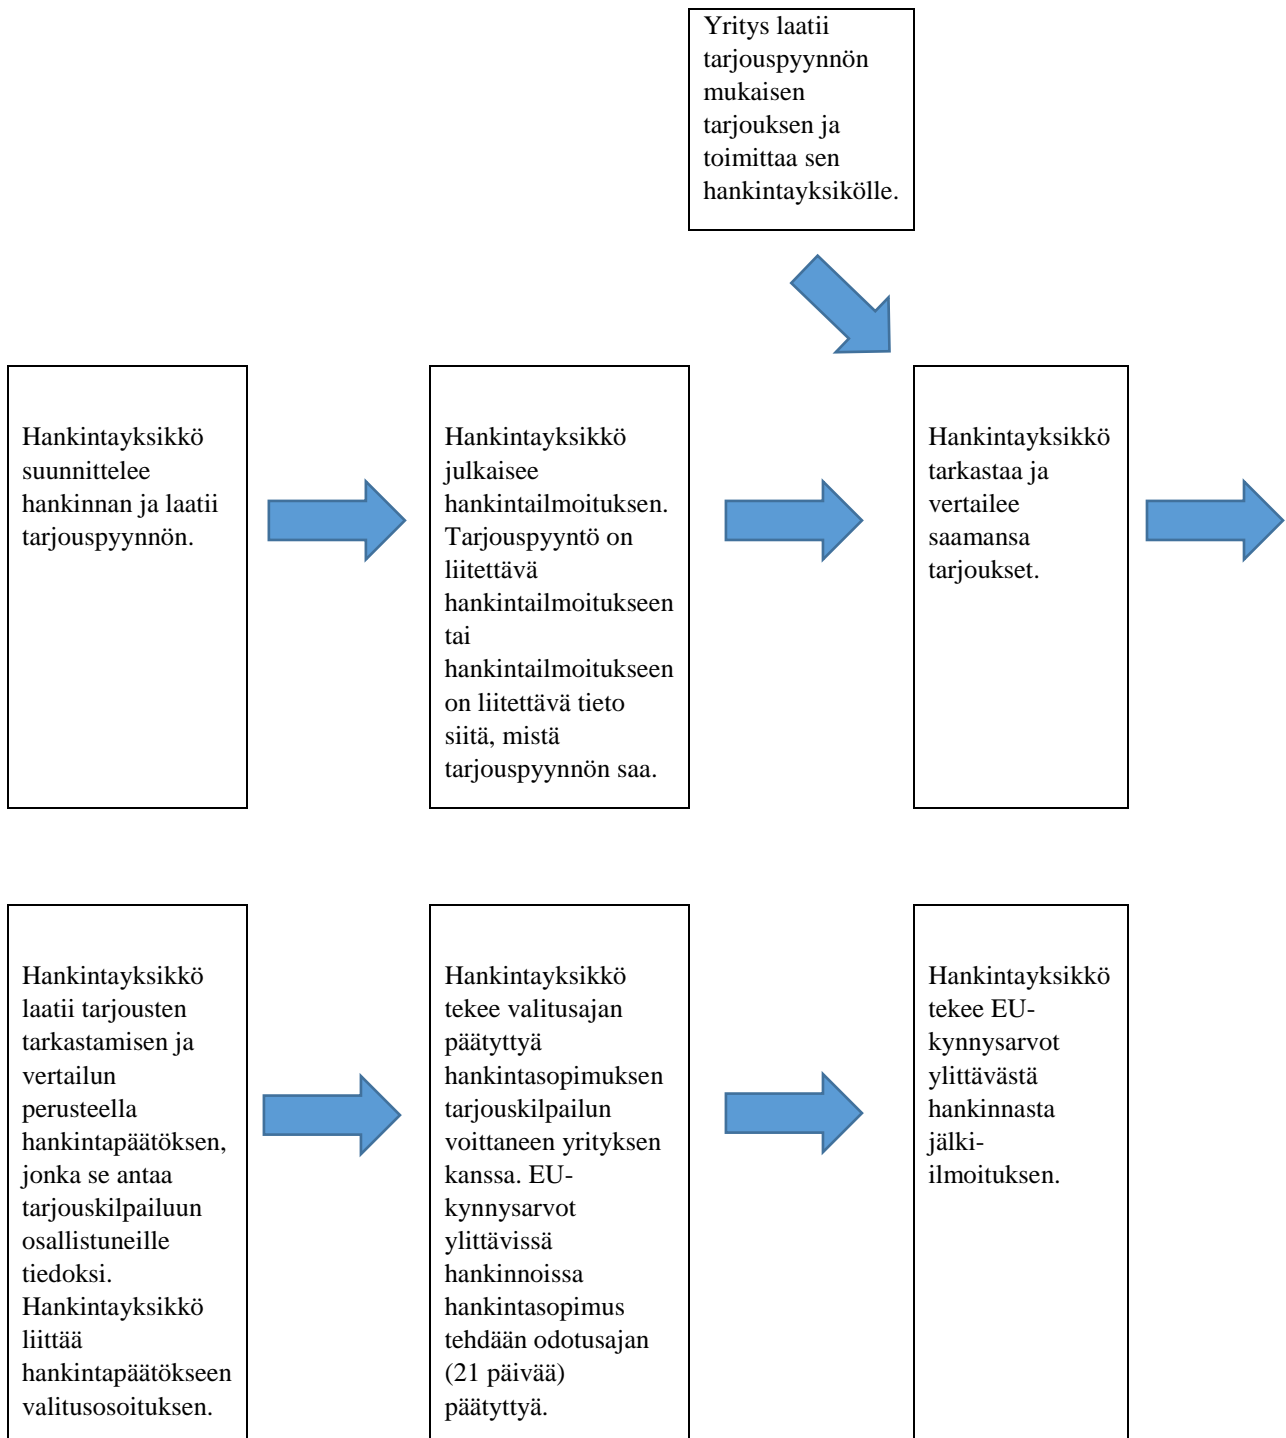 Yritys laatii
tarjouspyynnön
mukaisen
tarjouksen ja
toimittaa sen
hankintayksikölle.
Hankintayksikkö
suunnittelee
hankinnan ja laatii
tarjouspyynnön.
Hankintayksikkö
julkaisee
hankintailmoituksen.
Tarjouspyyntö on
liitettävä
hankintailmoitukseen
tai
hankintailmoitukseen
on liitettävä tieto
siitä, mistä
tarjouspyynnön saa.
Hankintayksikkö
tarkastaa ja
vertailee
saamansa
tarjoukset.
Hankintayksikkö
laatii tarjousten
tarkastamisen ja
vertailun
perusteella
hankintapäätöksen,
jonka se antaa
tarjouskilpailuun
osallistuneille
tiedoksi.
Hankintayksikkö
liittää
hankintapäätökseen
valitusosoituksen.
Hankintayksikkö
tekee valitusajan
päätyttyä
hankintasopimuksen
tarjouskilpailun
voittaneen yrityksen
kanssa. EU-
kynnysarvot
ylittävissä
hankinnoissa
hankintasopimus
tehdään odotusajan
(21 päivää)
päätyttyä.
Hankintayksikkö
tekee EU-
kynnysarvot
ylittävästä
hankinnasta
jälki-
ilmoituksen.